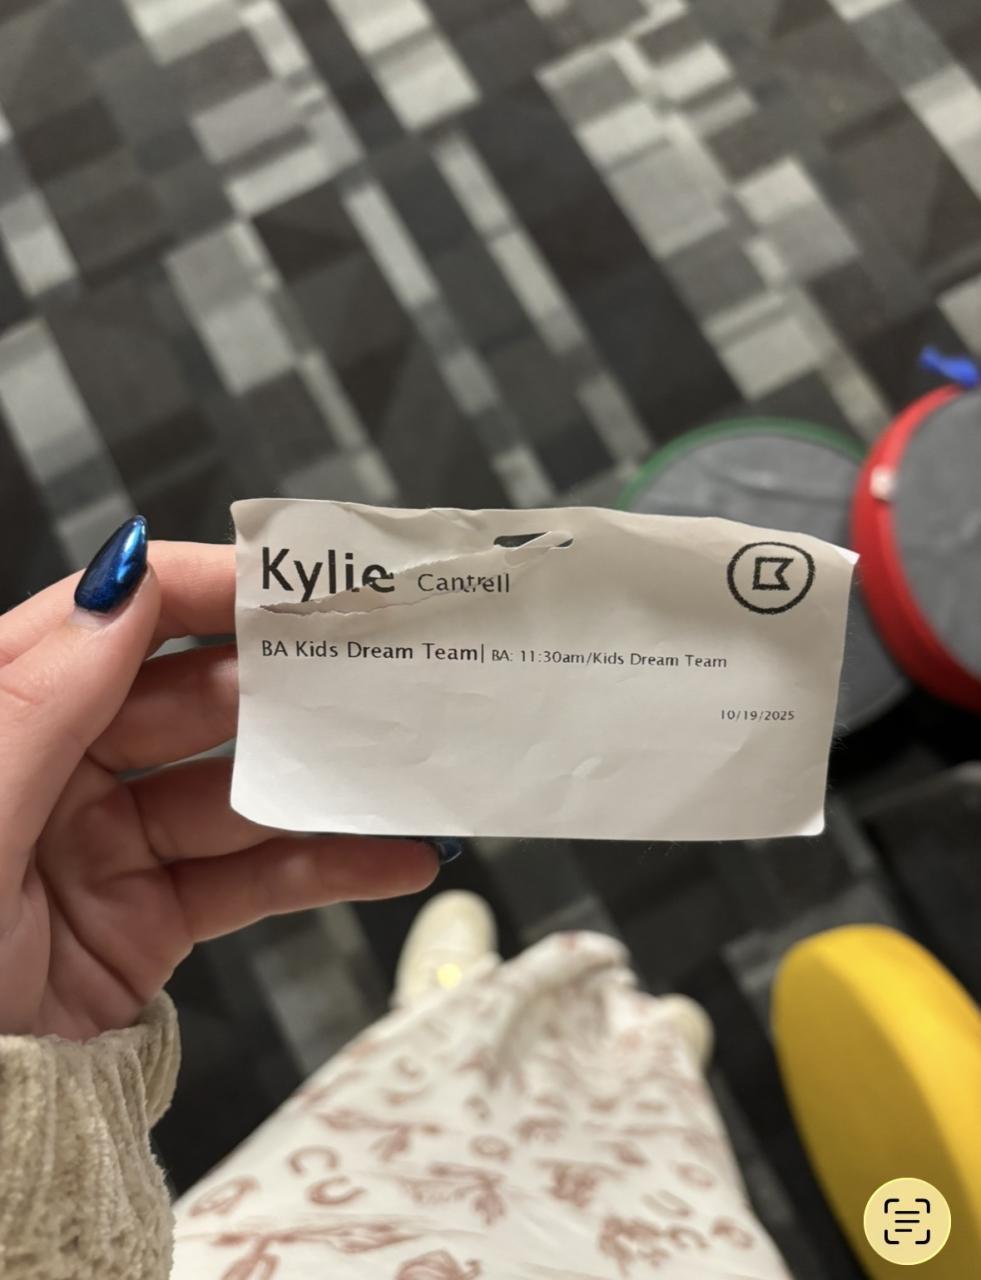 Kylie Cantrell
BA Kids Dream Team| BA: 11:30am/Kids Dream Team
10/19/2025